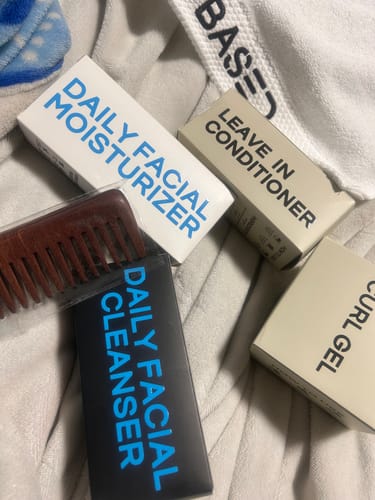 BASED
DAILY FACIAL
MOISTURIZER
LEAVE IN
CONDITIONER
CURL GEL
DAILY FACIAL
CLEANSER